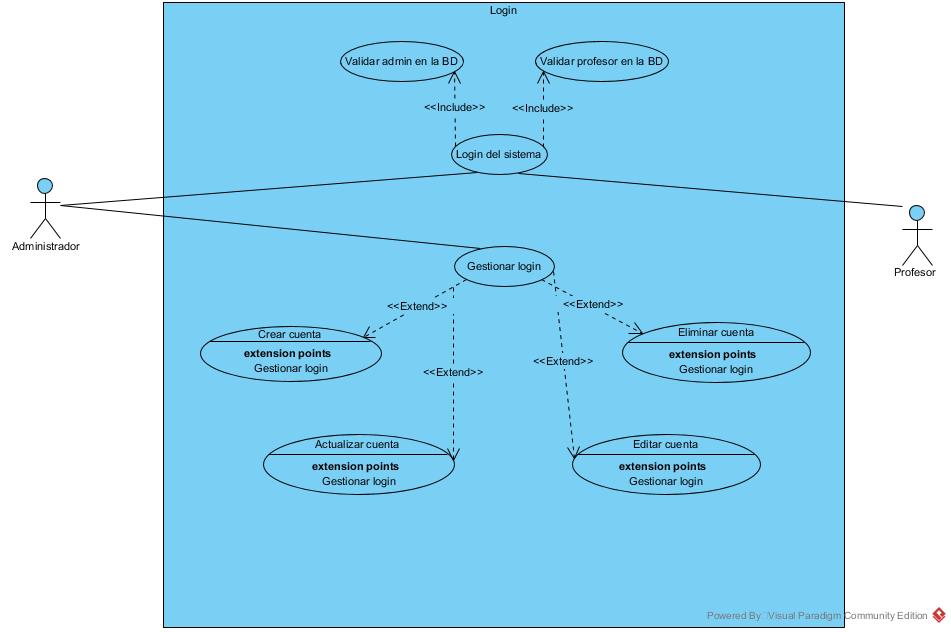 Login
Validar admin en la BD
Validar profesor en la BD
<<Include>>
<<Include>>
Login del sistema
Administrador
Profesor
Gestionar login
<<Extend>>
<<Extend>>
Crear cuenta
extension points
Gestionar login
Eliminar cuenta
extension points
Gestionar login
<<Extend>>
<<Extend>>
Actualizar cuenta
extension points
Gestionar login
Editar cuenta
extension points
Gestionar login
Powered By Visual Paradigm Community Edition